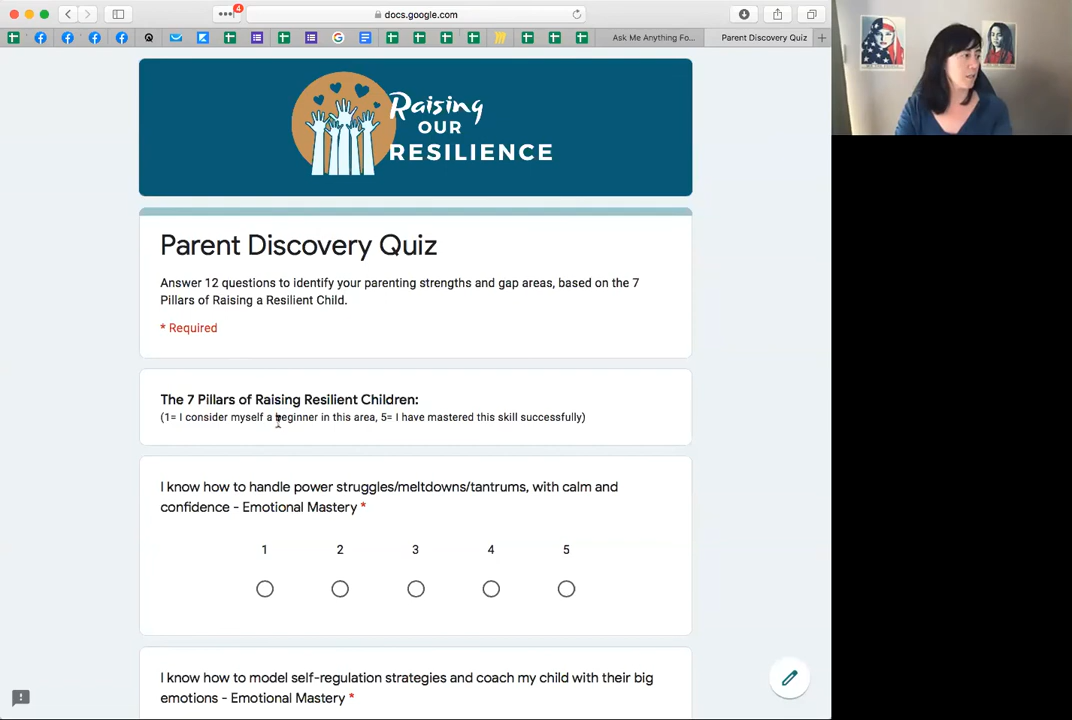 4
docs.google.com
Ask Me Anything Fo...
Parent Discovery Quiz
Raising
OUR
RESILIENCE
Parent Discovery Quiz
Answer 12 questions to identify your parenting strengths and gap areas, based on the 7
Pillars of Raising a Resilient Child.
* Required
The 7 Pillars of Raising Resilient Children:
(1= I consider myself a beginner in this area, 5= I have mastered this skill successfully)
I know how to handle power struggles/meltdowns/tantrums, with calm and
confidence - Emotional Mastery *
1 2 3 4 5
I know how to model self-regulation strategies and coach my child with their big
emotions - Emotional Mastery *